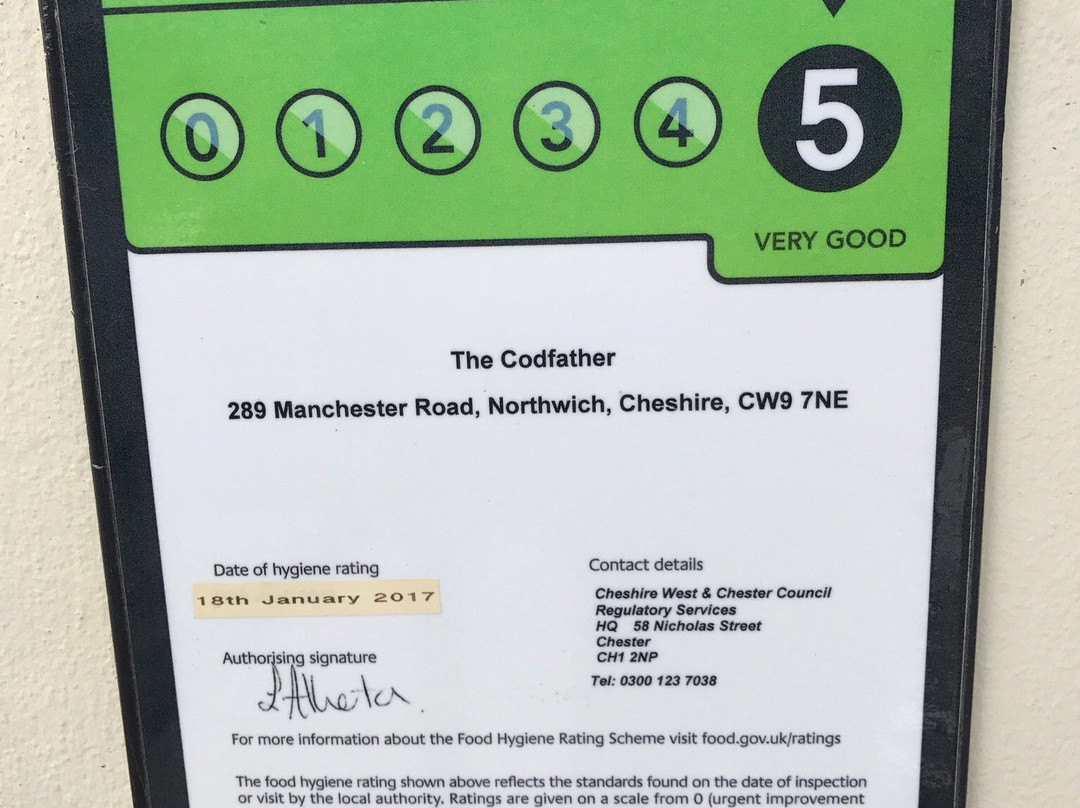 0 1 2 3 4 5
VERY GOOD
The Codfather
289 Manchester Road, Northwich, Cheshire, CW9 7NE
Date of hygiene rating
18th January 2017
Authorising signature
Contact details
Cheshire West & Chester Council
Regulatory Services
HQ 58 Nicholas Street
Chester
CH1 2NP
Tel: 0300 123 7038
For more information about the Food Hygiene Rating Scheme visit food.gov.uk/ratings
The food hygiene rating shown above reflects the standards found on the date of inspection
or visit by the local authority. Ratings are given on a scale from 0 (urgent improvement